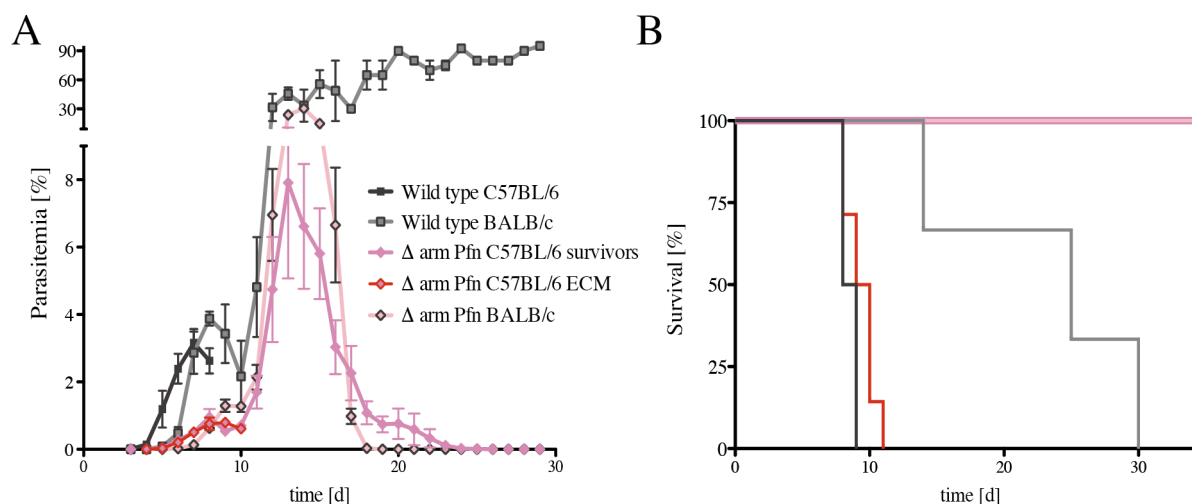 A
90
60
30
8
6
4
2
0
Parasitemia [%]
0
10
20
30
time [d]
Wild type C57BL/6
Wild type BALB/c
Δ arm Pfn C57BL/6 survivors
Δ arm Pfn C57BL/6 ECM
Δ arm Pfn BALB/c
B
100
75
50
25
0
Survival [%]
0
10
20
30
time [d]